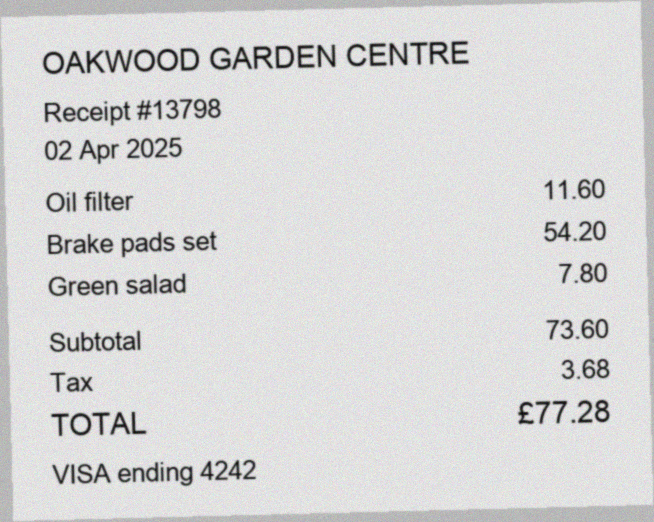 OAKWOOD GARDEN CENTRE
Receipt #13798
02 Apr 2025
Oil filter 11.60
Brake pads set 54.20
Green salad 7.80
Subtotal 73.60
Tax 3.68
TOTAL £77.28
VISA ending 4242